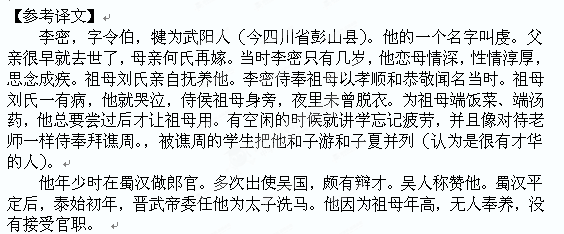 【参考译文】
李密，字令伯，犍为武阳人（今四川省彭山县）。他的一个名字叫虔。父
亲很早就去世了，母亲何氏再嫁。当时李密只有几岁，他恋母情深，性情淳厚，
思念成疾。祖母刘氏亲自抚养他。李密侍奉祖母以孝顺和恭敬闻名当时。祖母
刘氏一有病，他就哭泣，侍侯祖母身旁，夜里未曾脱衣。为祖母端饭菜、端汤
药，他总要尝过后才让祖母用。有空闲的时候就讲学忘记疲劳，并且像对待老
师一样侍奉拜谯周。，被谯周的学生把他和子游和子夏并列（认为是很有才华
的人）。
他年少时在蜀汉做郎官。多次出使吴国，颇有辩才。吴人称赞他。蜀汉平
定后，泰始初年，晋武帝委任他为太子洗马。他因为祖母年高，无人奉养，没
有接受官职。